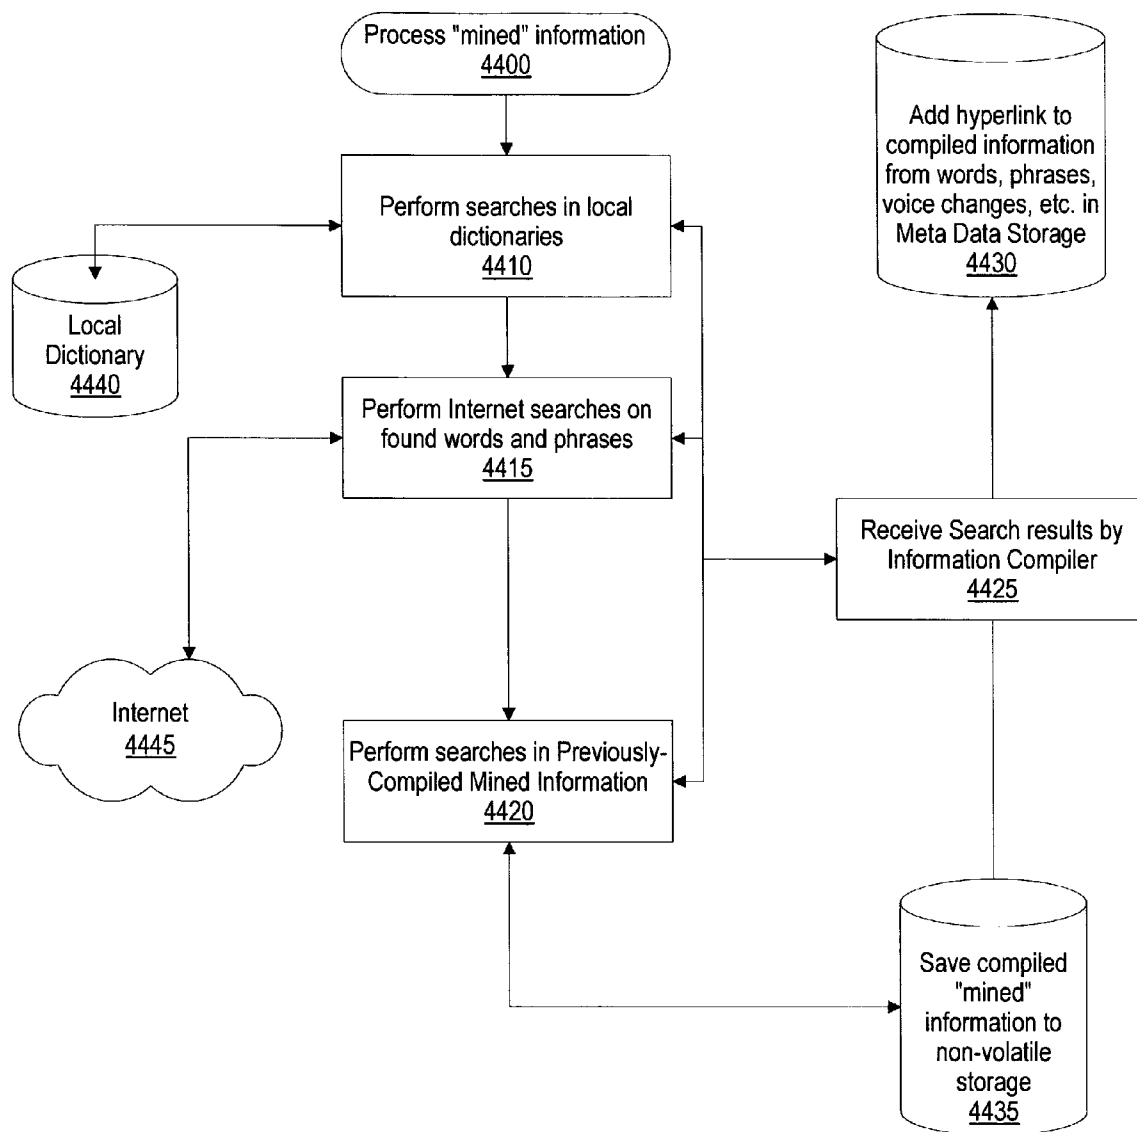 Process "mined" information
4400
Add hyperlink to
compiled information
from words, phrases,
voice changes, etc. in
Meta Data Storage
4430
Perform searches in local
dictionaries
4410
Local
Dictionary
4440
Perform Internet searches on
found words and phrases
4415
Receive Search results by
Information Compiler
4425
Internet
4445
Perform searches in Previously-
Compiled Mined Information
4420
Save compiled
"mined"
information to
non-volatile
storage
4435